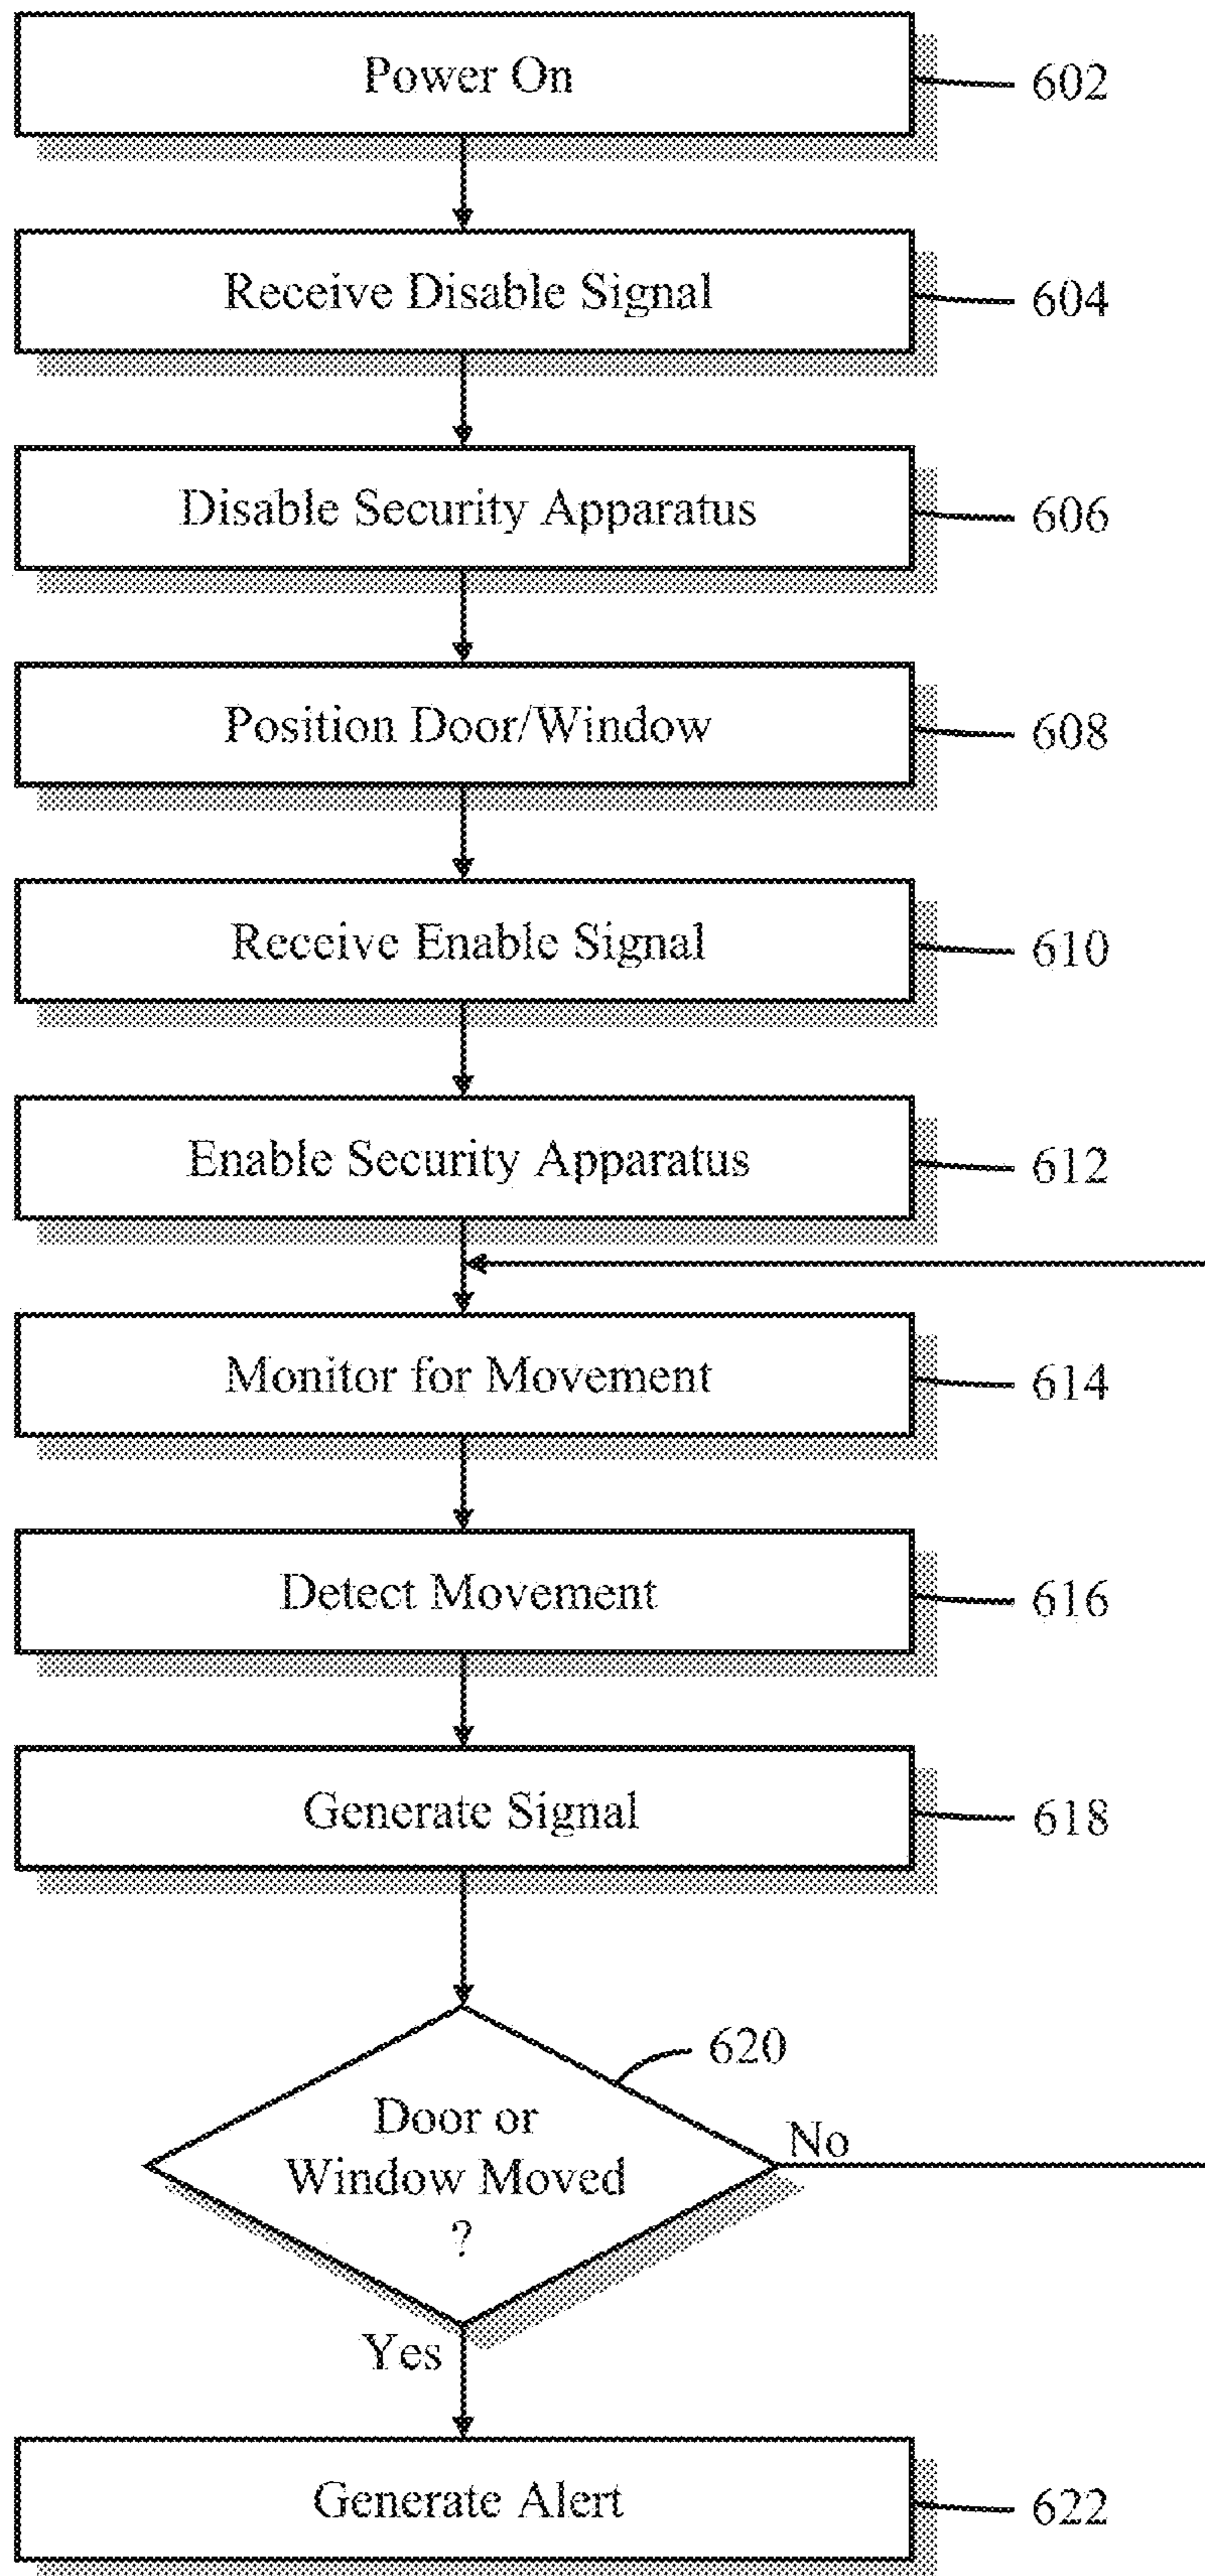 Power On
602
Receive Disable Signal
604
Disable Security Apparatus
606
Position Door/Window
608
Receive Enable Signal
610
Enable Security Apparatus
612
Monitor for Movement
614
Detect Movement
616
Generate Signal
618
620
Door or
Window Moved
?
No
Yes
Generate Alert
622